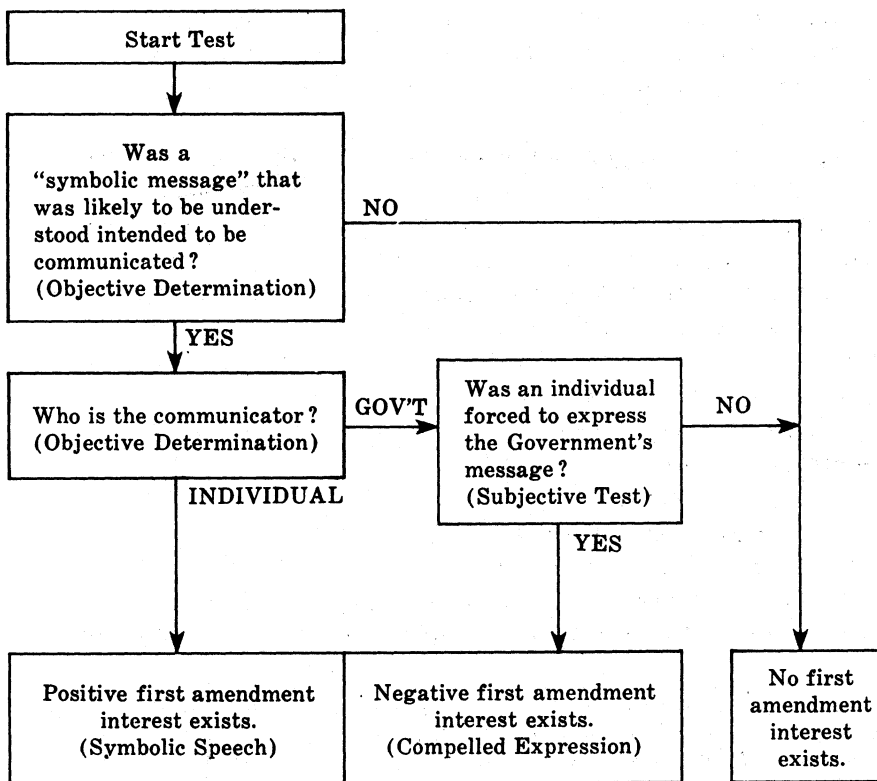 Start Test
Was a
“symbolic message” that
was likely to be under-
stood intended to be
communicated?
(Objective Determination)
NO
YES
Who is the communicator?
(Objective Determination)
GOV'T
Was an individual
forced to express
the Government's
message?
(Subjective Test)
NO
INDIVIDUAL
YES
Positive first amendment
interest exists.
(Symbolic Speech)
Negative first amendment
interest exists.
(Compelled Expression)
No first
amendment
interest
exists.